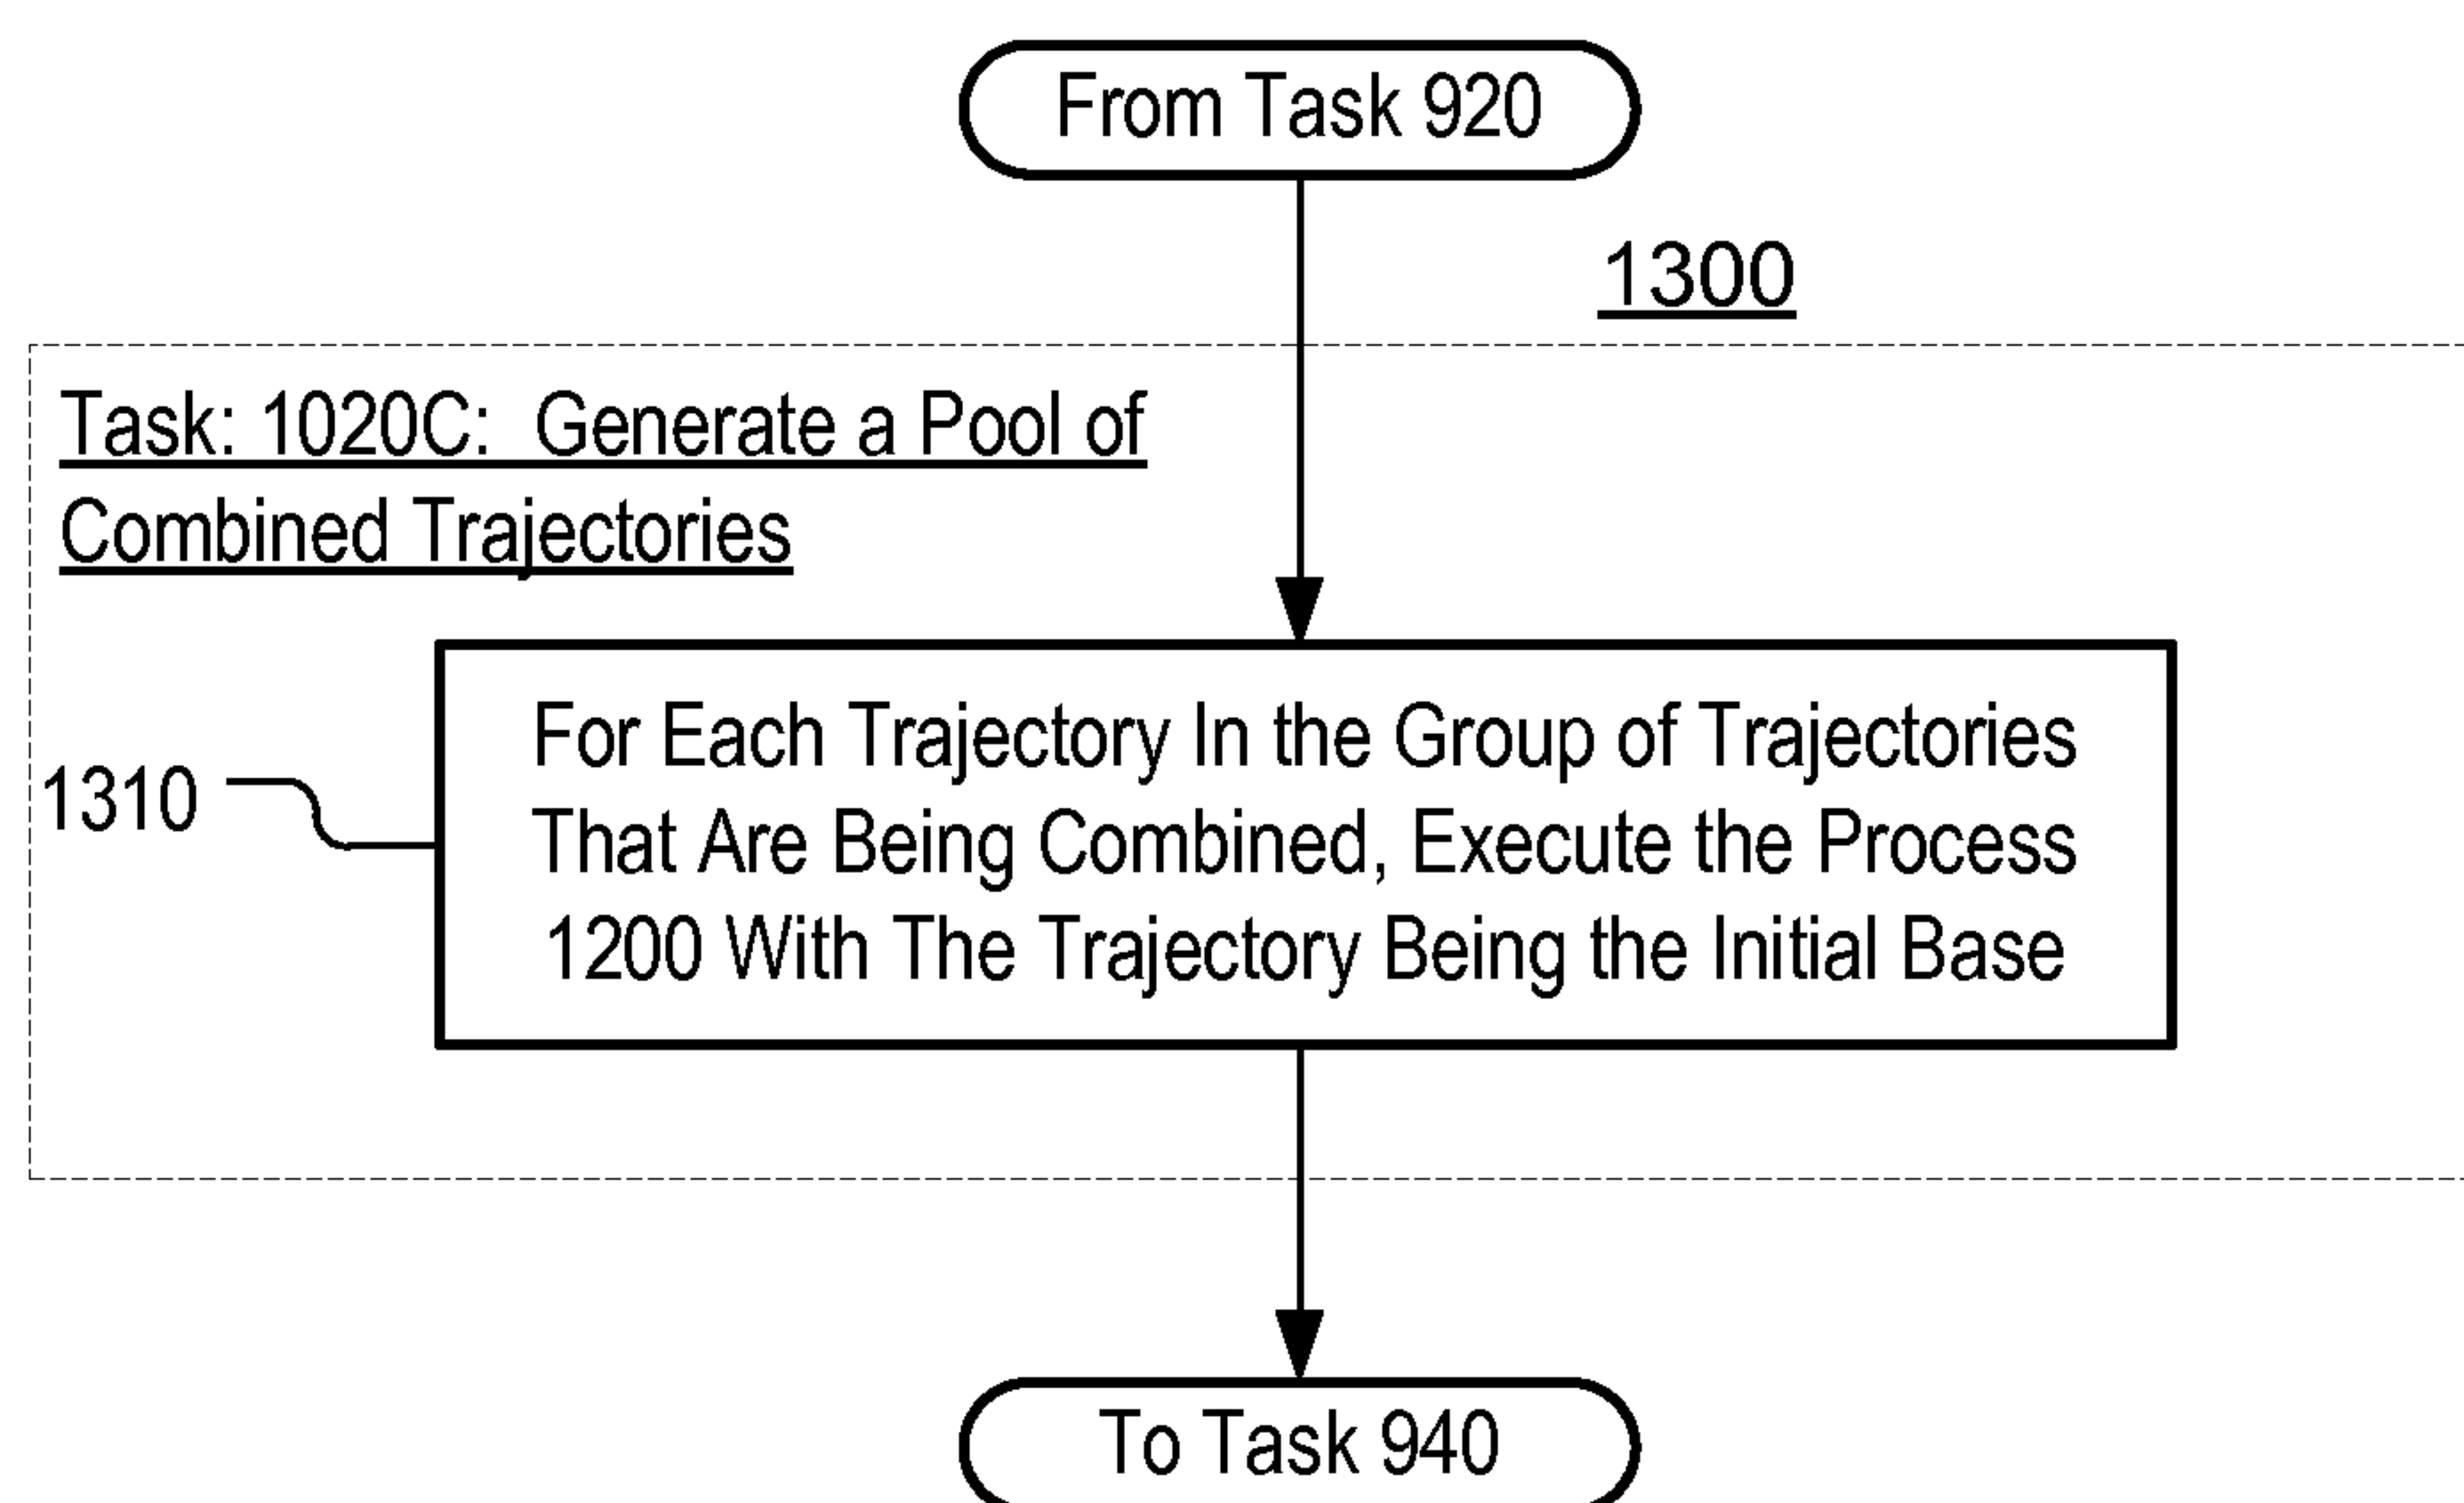 From Task 920
1300
Task: 1020C: Generate a Pool of
Combined Trajectories
For Each Trajectory In the Group of Trajectories
That Are Being Combined, Execute the Process
1200 With The Trajectory Being the Initial Base
1310
To Task 940